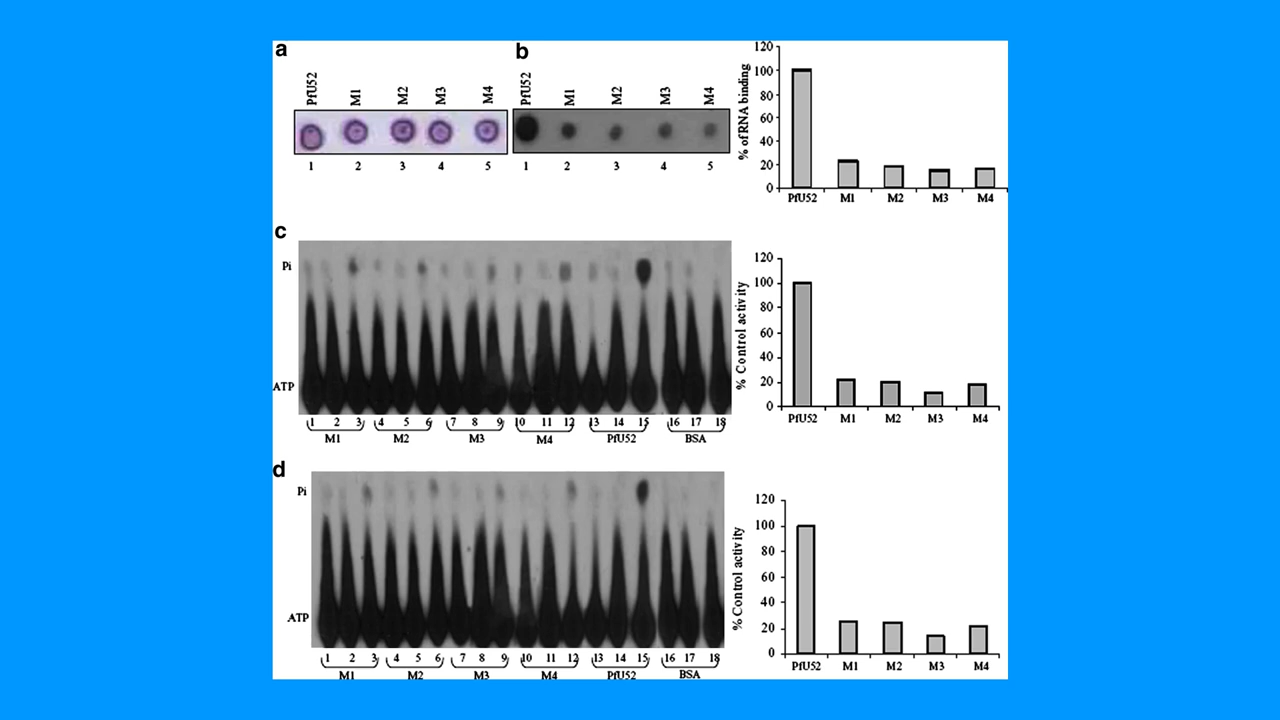 a
PfU52 M1 M2 M3 M4
1 2 3 4 5
b
PfU52 M1 M2 M3 M4
1 2 3 4 5
% of RNA binding
120
100
80
60
40
20
0
PfU52 M1 M2 M3 M4
c
Pi
ATP
1 2 3 4 5 6 7 8 9 10 11 12 13 14 15 16 17 18
M1 M2 M3 M4 PfU52 BSA
% Control activity
120
100
80
60
40
20
0
PfU52 M1 M2 M3 M4
d
Pi
ATP
1 2 3 4 5 6 7 8 9 10 11 12 13 14 15 16 17 18
M1 M2 M3 M4 PfU52 BSA
% Control activity
120
100
80
60
40
20
0
PfU52 M1 M2 M3 M4